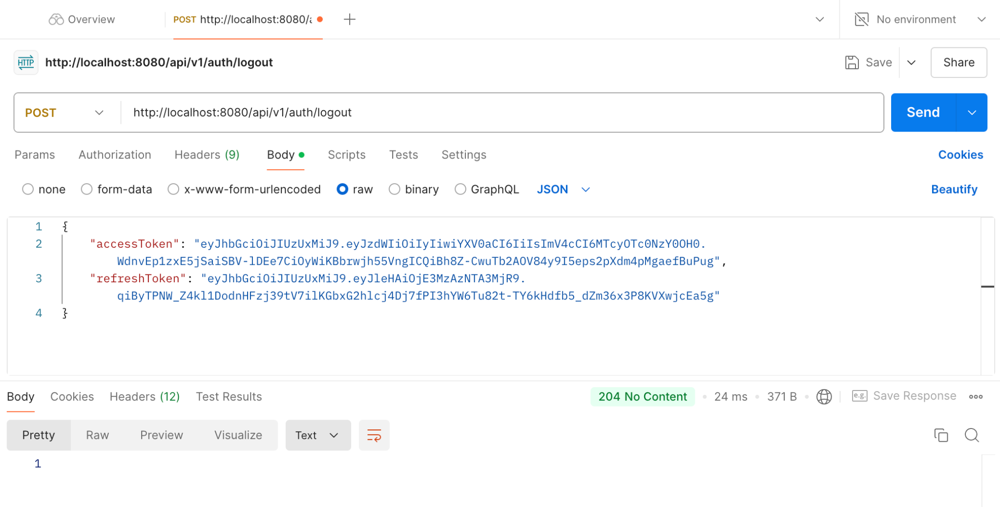 Overview
POST http://localhost:8080/a
No environment
HTTP http://localhost:8080/api/v1/auth/logout
Save
Share
POST http://localhost:8080/api/v1/auth/logout
Send
Params Authorization Headers (9) Body Scripts Tests Settings Cookies
none form-data x-www-form-urlencoded raw binary GraphQL JSON Beautify
1 {
2 "accessToken": "eyJhbGciOiJIUzUxMiJ9.eyJzdWIiOiIyIiwiYXV0aCI6IiIsImV4cCI6MTcyOTc0NzY0OH0.
WdnvEp1zxE5jSaiSBV-lDEe7CiOyWiKBbrwjh55VngICQiBh8Z-CwuTb2AOV84y9I5eps2pXdm4pMgaefBuPug",
3 "refreshToken": "eyJhbGciOiJIUzUxMiJ9.eyJleHAiOjE3MzAzNTA3MjR9.
qiByTPNW_Z4kl1DodnHFzj39tV7ilKGbxG2hlcj4Dj7fPI3hYW6Tu82t-TY6kHdfb5_dZm36x3P8KVXwjcEa5g"
4 }
Body Cookies Headers (12) Test Results
204 No Content • 24 ms • 371 B •
e.g. Save Response
Pretty Raw Preview Visualize Text
1